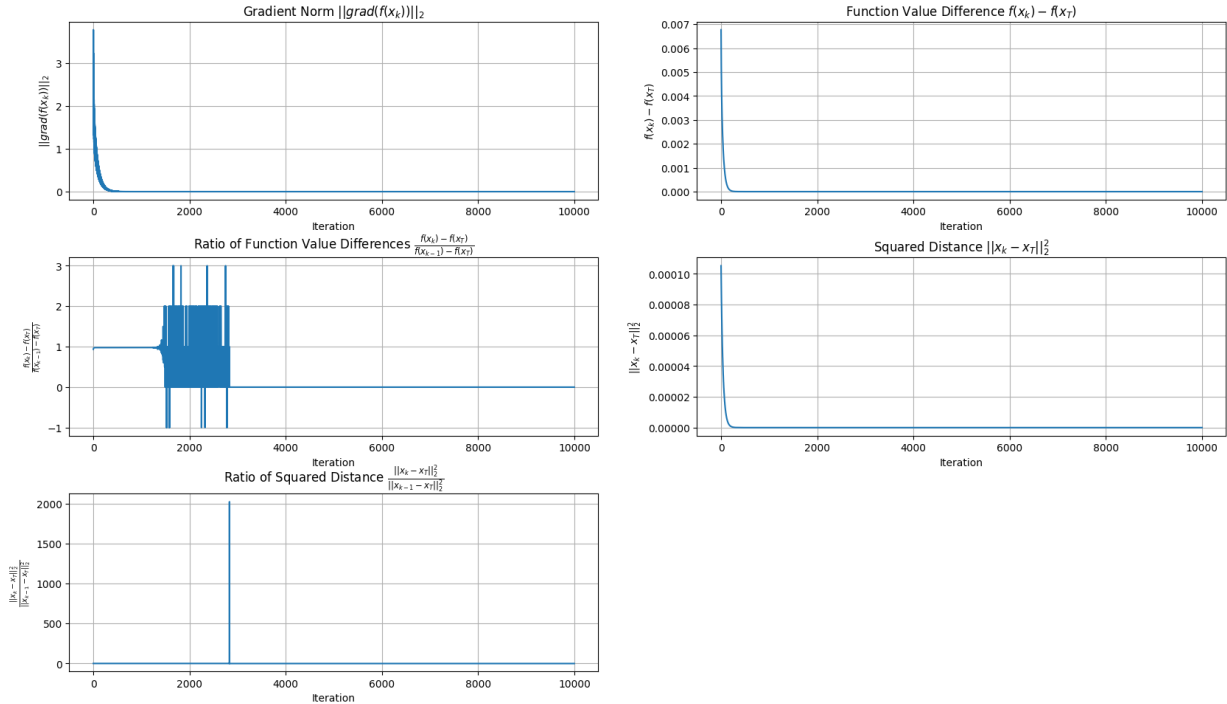 Gradient Norm ||grad(f(x_k))||_2
||grad(f(x_k))||_2
3
2
1
0
0 2000 4000 6000 8000 10000
Iteration
Function Value Difference f(x_k) − f(x_T)
f(x_k) − f(x_T)
0.007
0.006
0.005
0.004
0.003
0.002
0.001
0.000
0 2000 4000 6000 8000 10000
Iteration
Ratio of Function Value Differences \frac{f(x_k) − f(x_T)}{f(x_{k−1}) − f(x_T)}
\frac{f(x_k) − f(x_T)}{f(x_{k−1}) − f(x_T)}
3
2
1
0
−1
0 2000 4000 6000 8000 10000
Iteration
Squared Distance ||x_k − x_T||_2^2
||x_k − x_T||_2^2
0.00010
0.00008
0.00006
0.00004
0.00002
0.00000
0 2000 4000 6000 8000 10000
Iteration
Ratio of Squared Distance \frac{||x_k − x_T||_2^2}{||x_{k−1} − x_T||_2^2}
\frac{||x_k − x_T||_2^2}{||x_{k−1} − x_T||_2^2}
2000
1500
1000
500
0
0 2000 4000 6000 8000 10000
Iteration